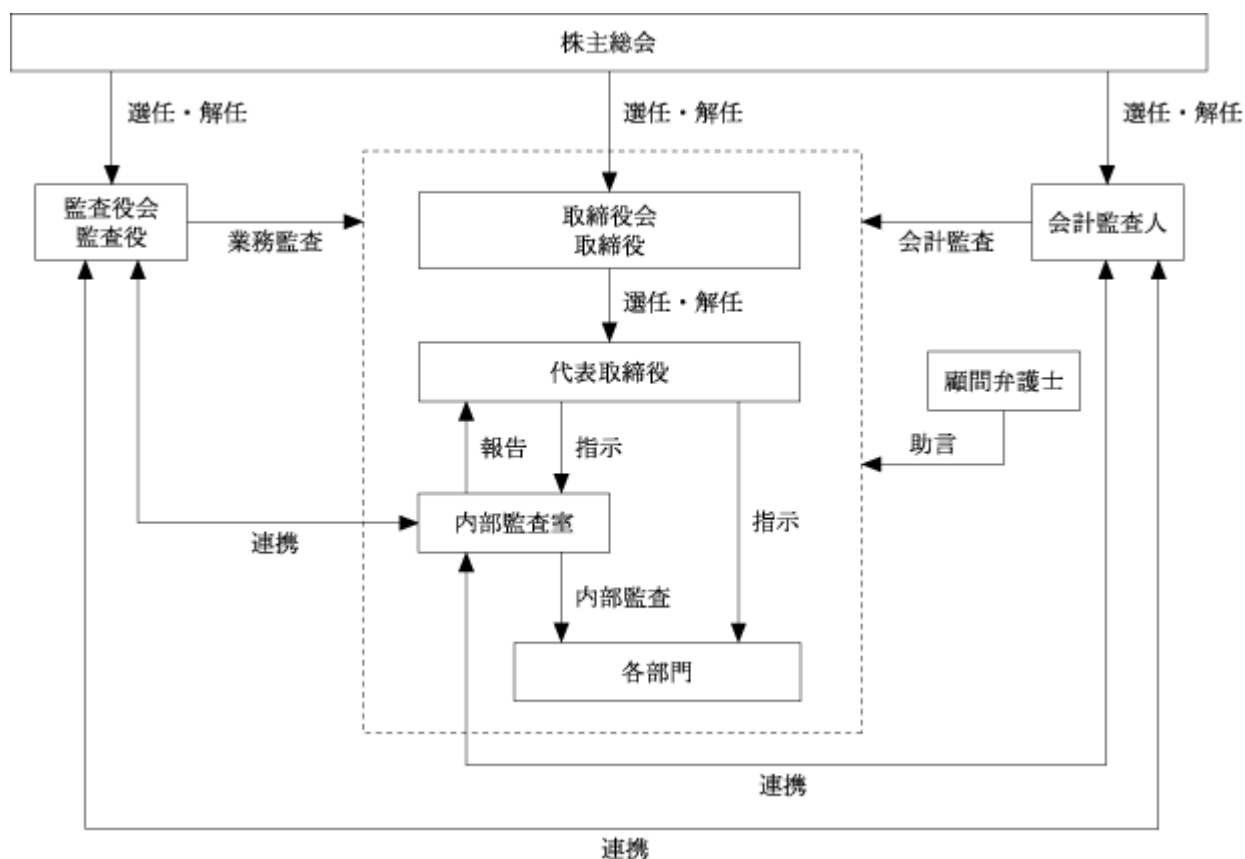 株主総会
選任・解任
選任・解任
選任・解任
監査役会
監査役
業務監査
取締役会
取締役
会計監査
会計監査人
選任・解任
代表取締役
顧問弁護士
報告
指示
助言
内部監査室
連携
指示
内部監査
各部門
連携
連携